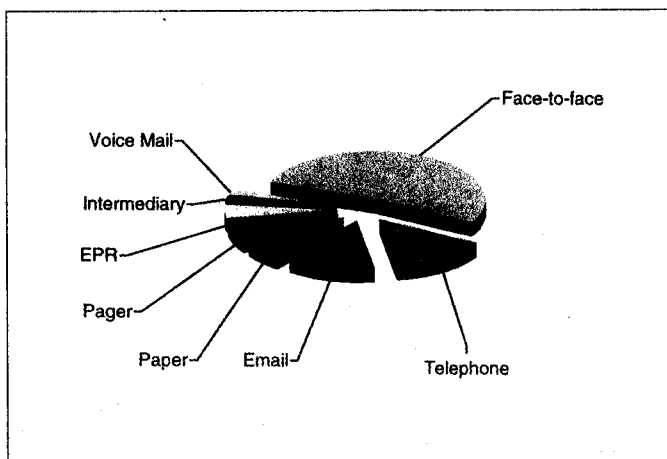 Face-to-face
Voice Mail
Intermediary
EPR
Pager
Paper
Email
Telephone